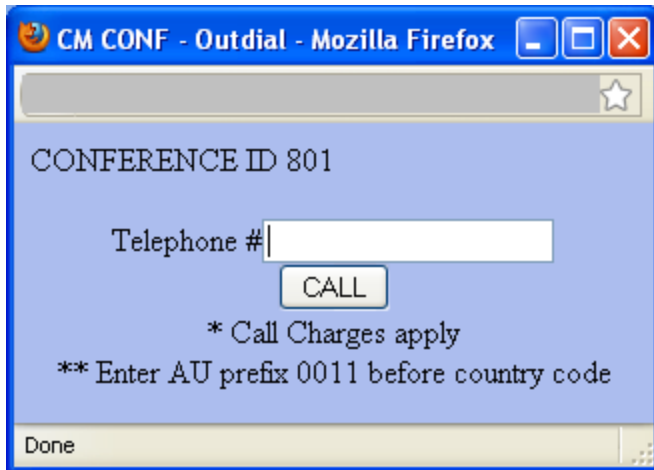 CM CONF - Outdial - Mozilla Firefox
CONFERENCE ID 801
Telephone #
CALL
* Call Charges apply
** Enter AU prefix 0011 before country code
Done